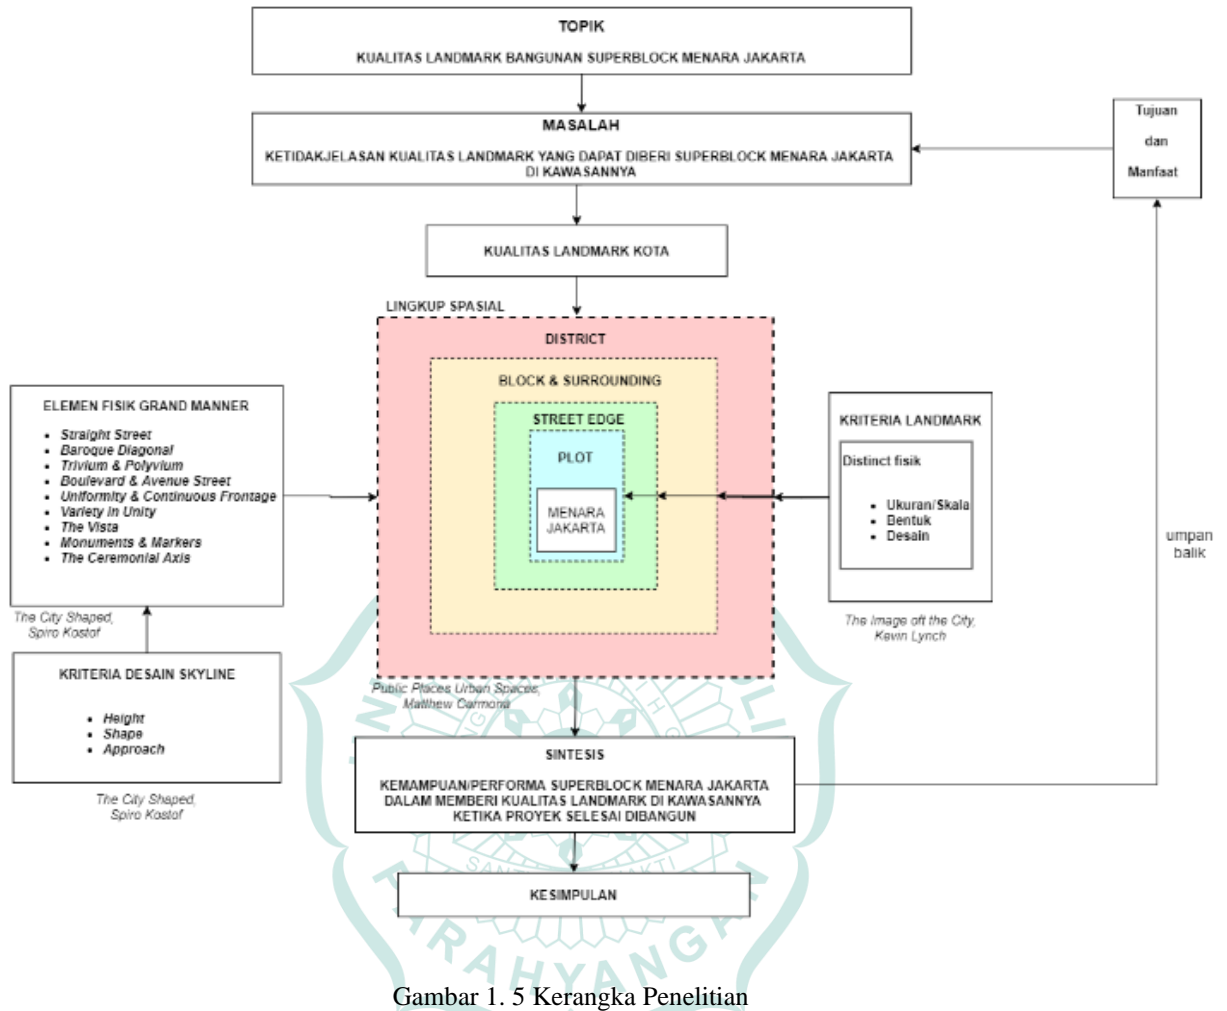 TOPIK
KUALITAS LANDMARK BANGUNAN SUPERBLOCK MENARA JAKARTA
MASALAH
KETIDAKJELASAN KUALITAS LANDMARK YANG DAPAT DIBERI SUPERBLOCK MENARA JAKARTA
DI KAWASANNYA
Tujuan
dan
Manfaat
KUALITAS LANDMARK KOTA
LINGKUP SPASIAL
DISTRICT
BLOCK & SURROUNDING
STREET EDGE
PLOT
MENARA
JAKARTA
ELEMEN FISIK GRAND MANNER
• Straight Street
• Baroque Diagonal
• Trivium & Polyvium
• Boulevard & Avenue Street
• Uniformity & Continuous Frontage
• Variety in Unity
• The Vista
• Monuments & Markers
• The Ceremonial Axis
The City Shaped,
Spiro Kostof
KRITERIA DESAIN SKYLINE
• Height
• Shape
• Approach
The City Shaped,
Spiro Kostof
KRITERIA LANDMARK
Distinct fisik
• Ukuran/Skala
• Bentuk
• Desain
The Image oft the City,
Kevin Lynch
umpan
balik
Public Places Urban Spaces,
Matthew Carmona
SINTESIS
KEMAMPUAN/PERFORMA SUPERBLOCK MENARA JAKARTA
DALAM MEMBERI KUALITAS LANDMARK DI KAWASANNYA
KETIKA PROYEK SELESAI DIBANGUN
KESIMPULAN
PARAHYANGAN
Gambar 1. 5 Kerangka Penelitian